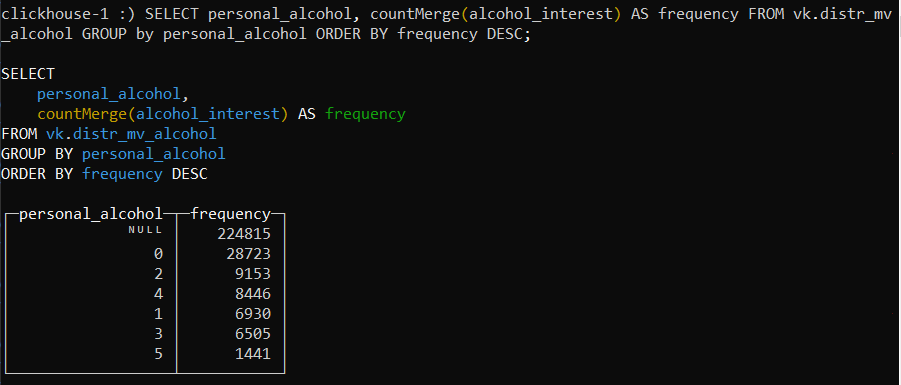 clickhouse-1 :) SELECT personal_alcohol, countMerge(alcohol_interest) AS frequency FROM vk.distr_mv
_alcohol GROUP by personal_alcohol ORDER BY frequency DESC;
SELECT
personal_alcohol,
countMerge(alcohol_interest) AS frequency
FROM vk.distr_mv_alcohol
GROUP BY personal_alcohol
ORDER BY frequency DESC
personal_alcohol frequency
NULL 224815
0 28723
2 9153
4 8446
1 6930
3 6505
5 1441